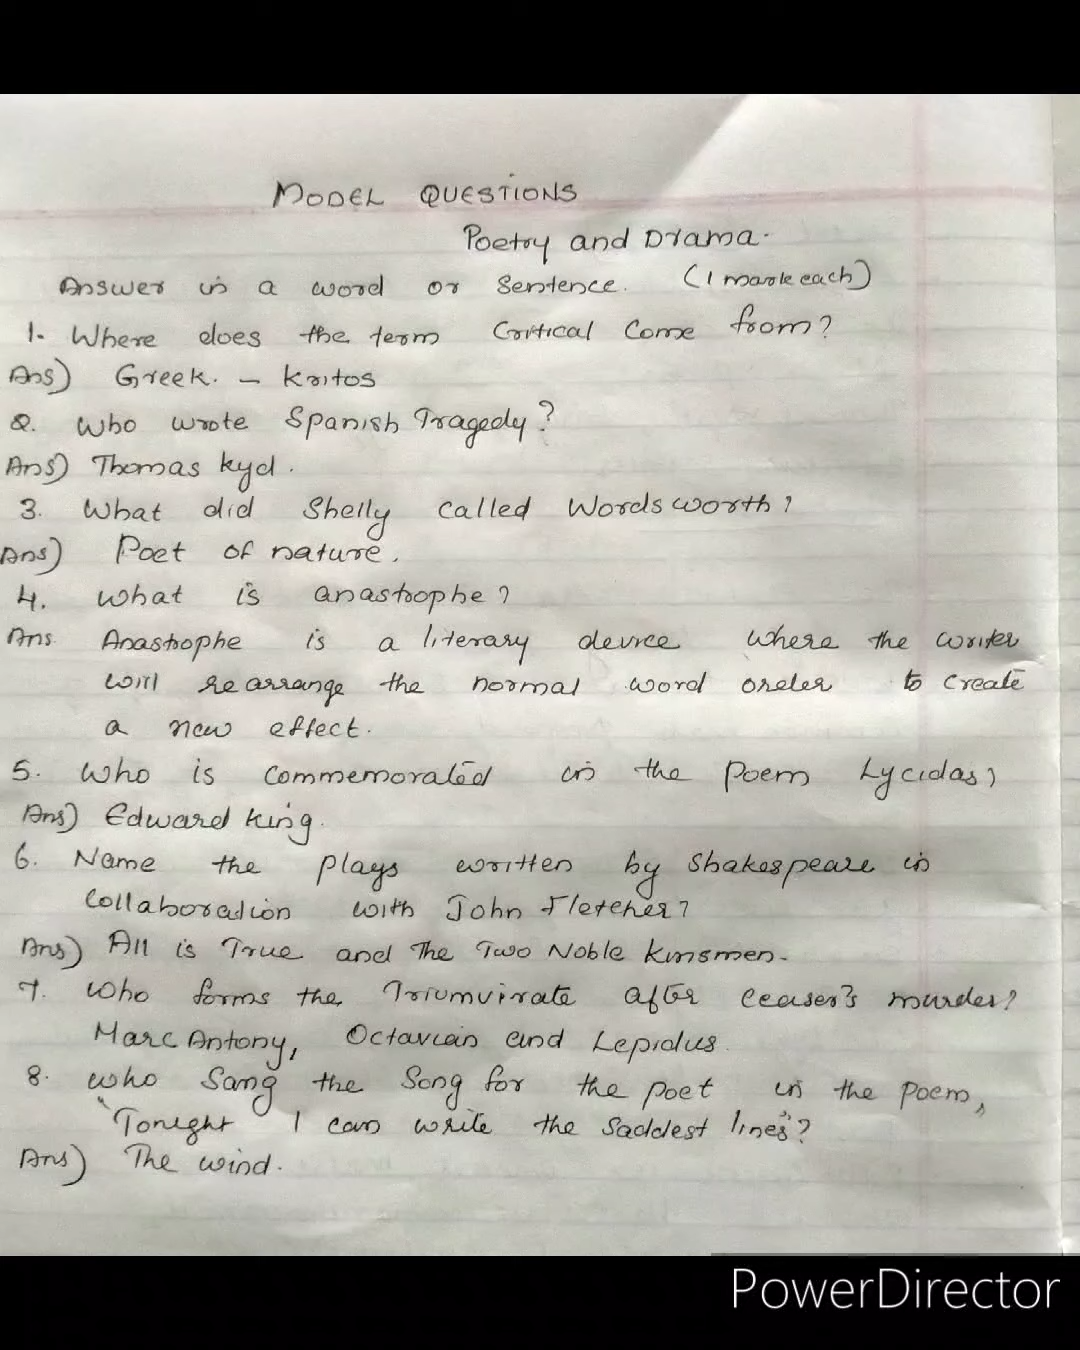 MODEL QUESTIONS
Poetry and Drama.
Answer in a word or sentence. (1 mark each)
1. Where does the term Critical Come from?
Ans) Greek. - Kritos
2. Who wrote Spanish Tragedy?
Ans) Thomas kyd.
3. What did Shelly called Wordsworth?
Ans) Poet of nature.
4. what is anastrophe?
Ans Anastrophe is a literary device where the writer
will rearrange the normal word order to create
a new effect.
5. Who is commemorated in the poem Lycidas?
Ans) Edward king.
6. Name the plays written by Shakespeare in
Collaboration with John Fletcher?
Ans) All is True and The Two Noble kinsmen.
7. Who forms the Triumvirate after Ceaser's murder?
Marc Antony, Octavian and Lepidus.
8. who Sang the Song for the poet in the poem,
"Tonight I can write the saddest lines"?
Ans) The wind.
PowerDirector